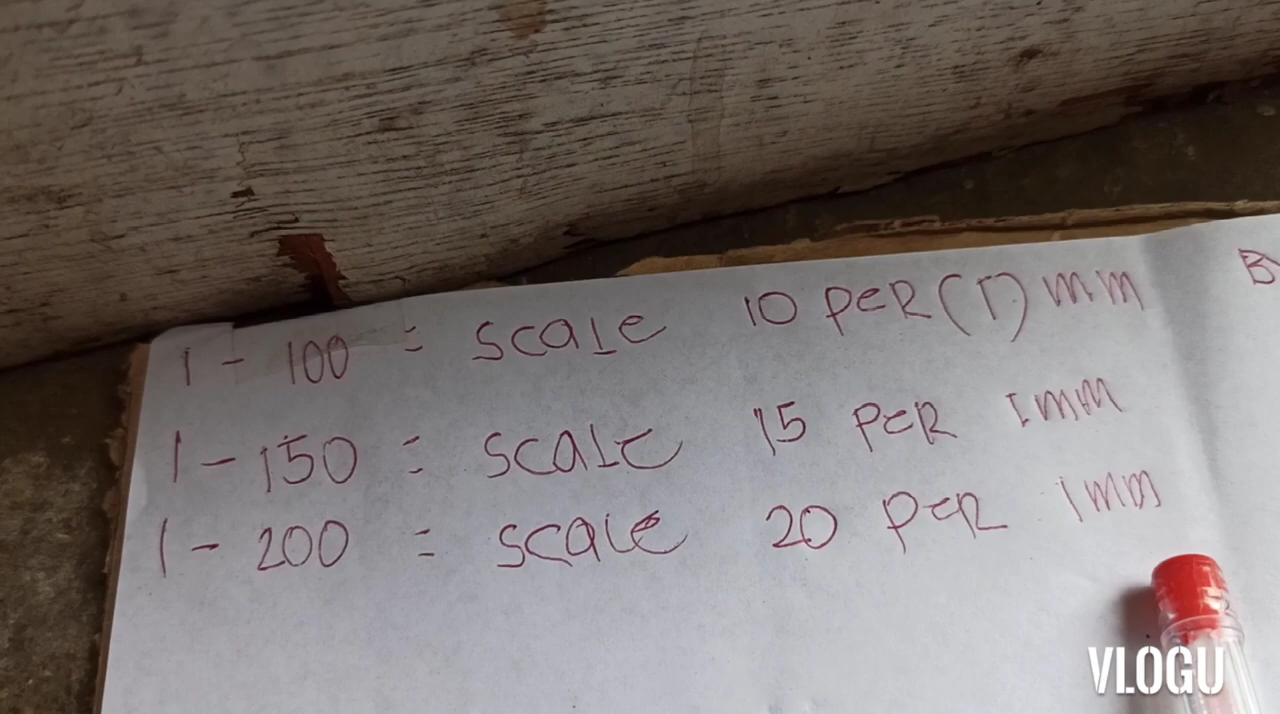 1 - 100 = scale 10 PeR (1) mm
1 - 150 = scale 15 PeR 1mm
1 - 200 = scale 20 PeR 1mm
VLOGU